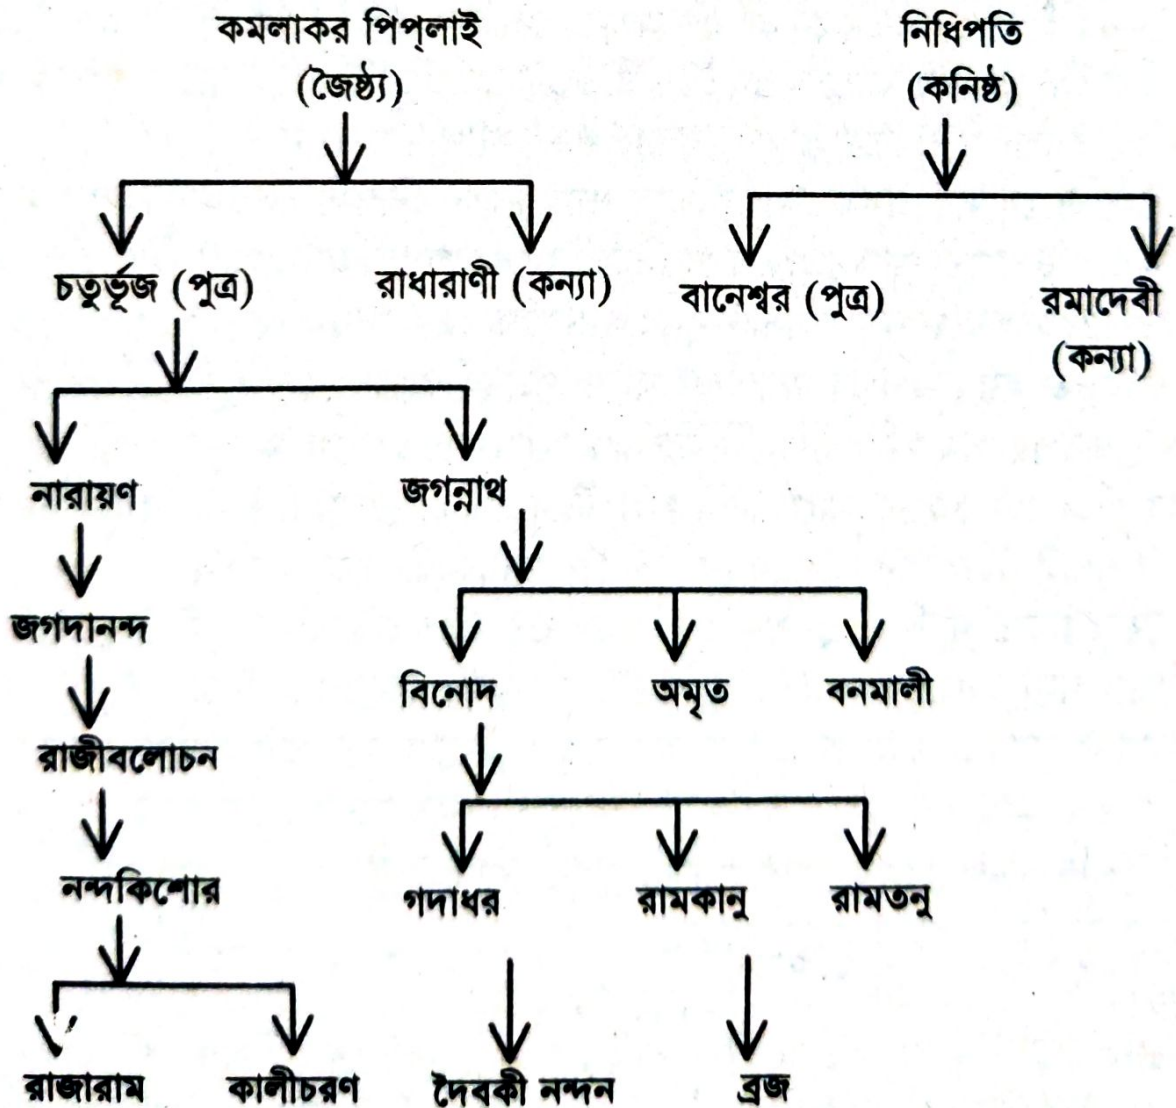 কমলাকর পিপ্‌লাই নিধিপতি
(জৈষ্ঠ্য) (কনিষ্ঠ)
চতুর্ভূজ (পুত্র) রাধারাণী (কন্যা) বানেশ্বর (পুত্র) রমাদেবী
(কন্যা)
নারায়ণ জগন্নাথ
জগদানন্দ
বিনোদ অমৃত বনমালী
রাজীবলোচন
নন্দকিশোর গদাধর রামকানু রামতনু
রাজারাম কালীচরণ দৈবকী নন্দন ব্রজ